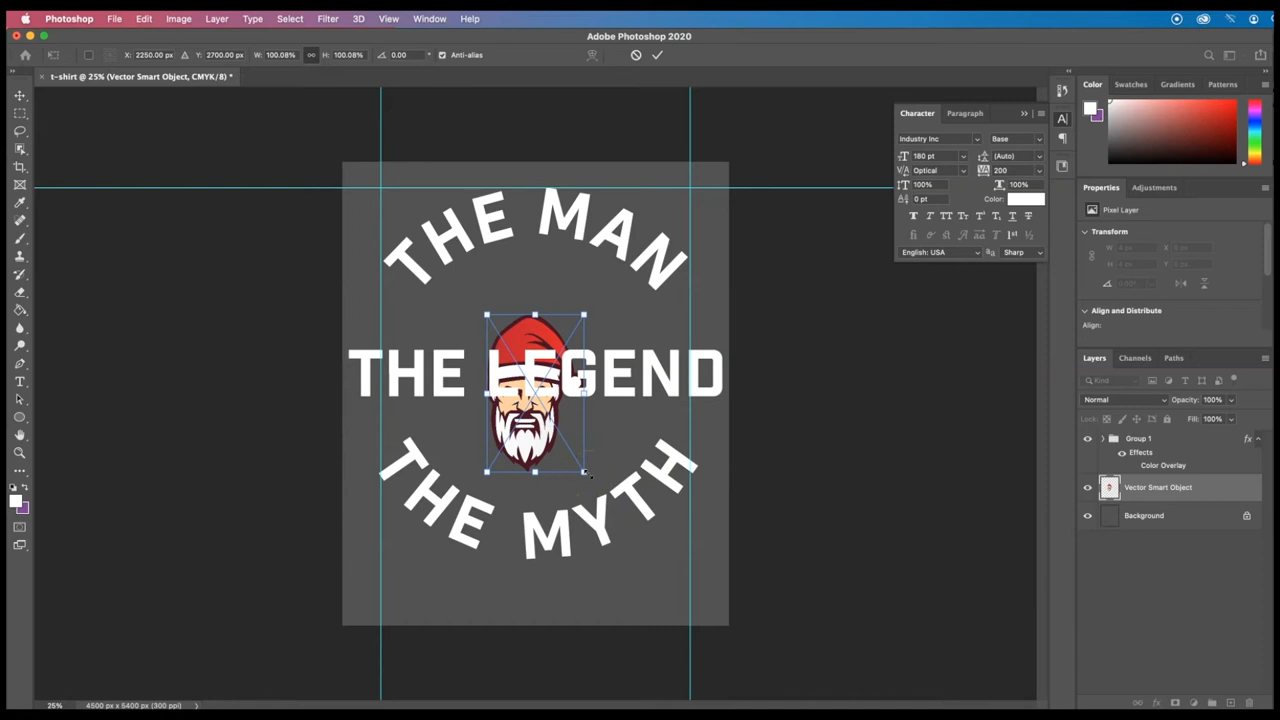 Photoshop File Edit Image Layer Type Select Filter 3D View Window Help
Adobe Photoshop 2020
X: 2250.00 px Y: 2700.00 px W: 100.08% H: 100.08% 0.00 Anti-alias
t-shirt @ 25% (Vector Smart Object, CMYK/8) *
THE MAN
THE LEGEND
THE MYTH
Character Paragraph
Industry Inc Base
180 pt (Auto)
Optical 200
100% 100%
0 pt Color:
English: USA Sharp
Color Swatches Gradients Patterns
Properties Adjustments
Pixel Layer
Transform
Align and Distribute
Align:
Layers Channels Paths
Kind
Normal Opacity: 100%
Lock: Fill: 100%
Group 1 fx
Effects
Color Overlay
Vector Smart Object
Background
25% 4500 px x 5400 px (300 ppi)